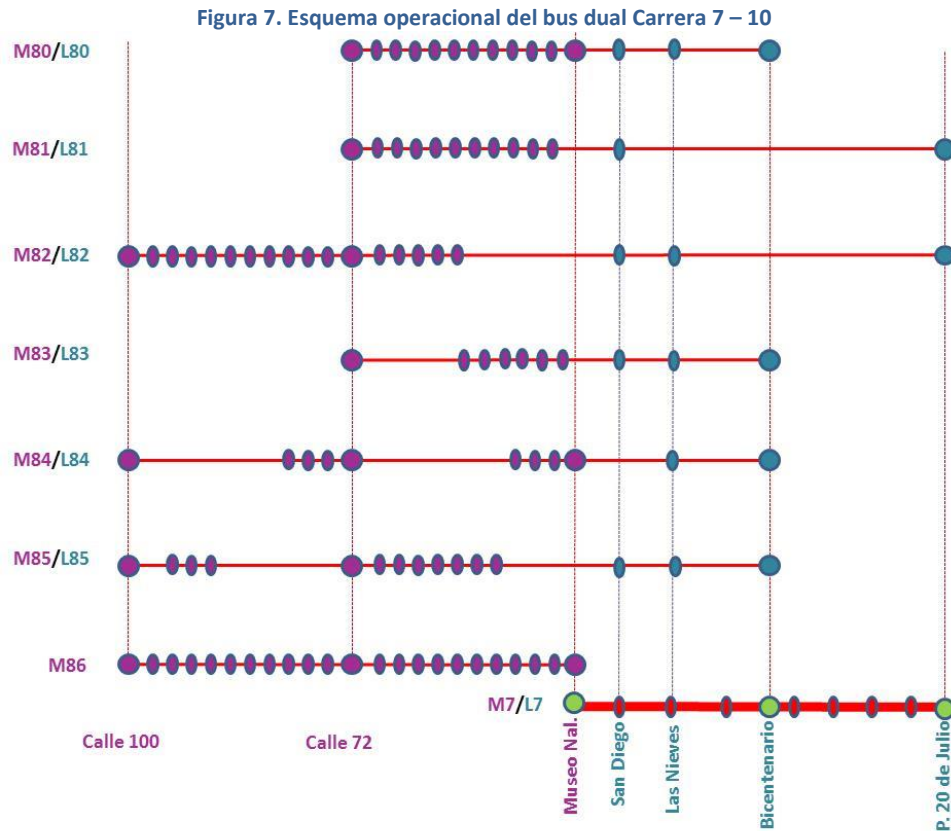 Figura 7. Esquema operacional del bus dual Carrera 7 – 10
M80/L80
M81/L81
M82/L82
M83/L83
M84/L84
M85/L85
M86
M7/L7
Calle 100
Calle 72
Museo Nal.
San Diego
Las Nieves
Bicentenario
P. 20 de Julio